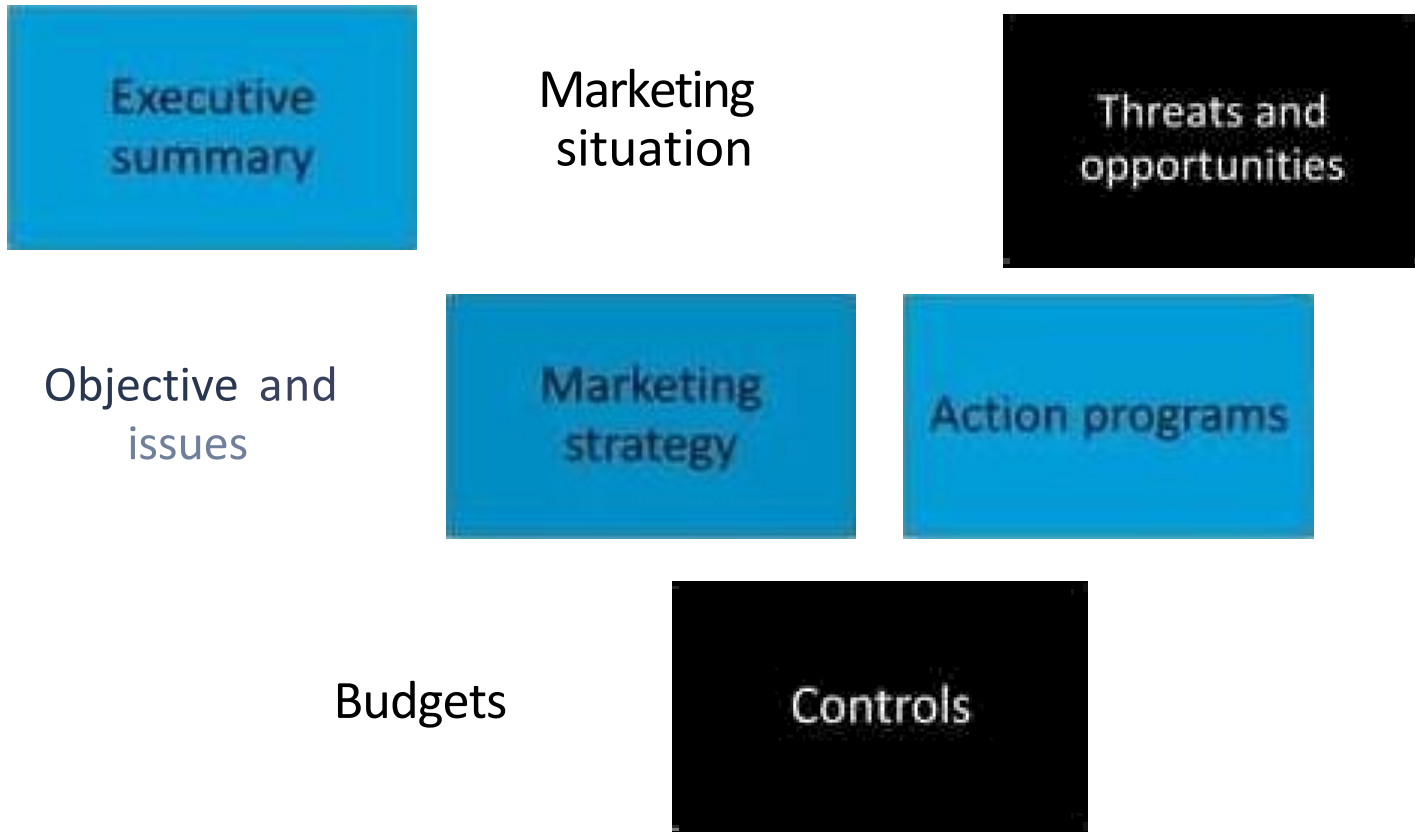 Executive
summary
Marketing
situation
Threats and
opportunities
Objective and
issues
Marketing
strategy
Action programs
Budgets
Controls